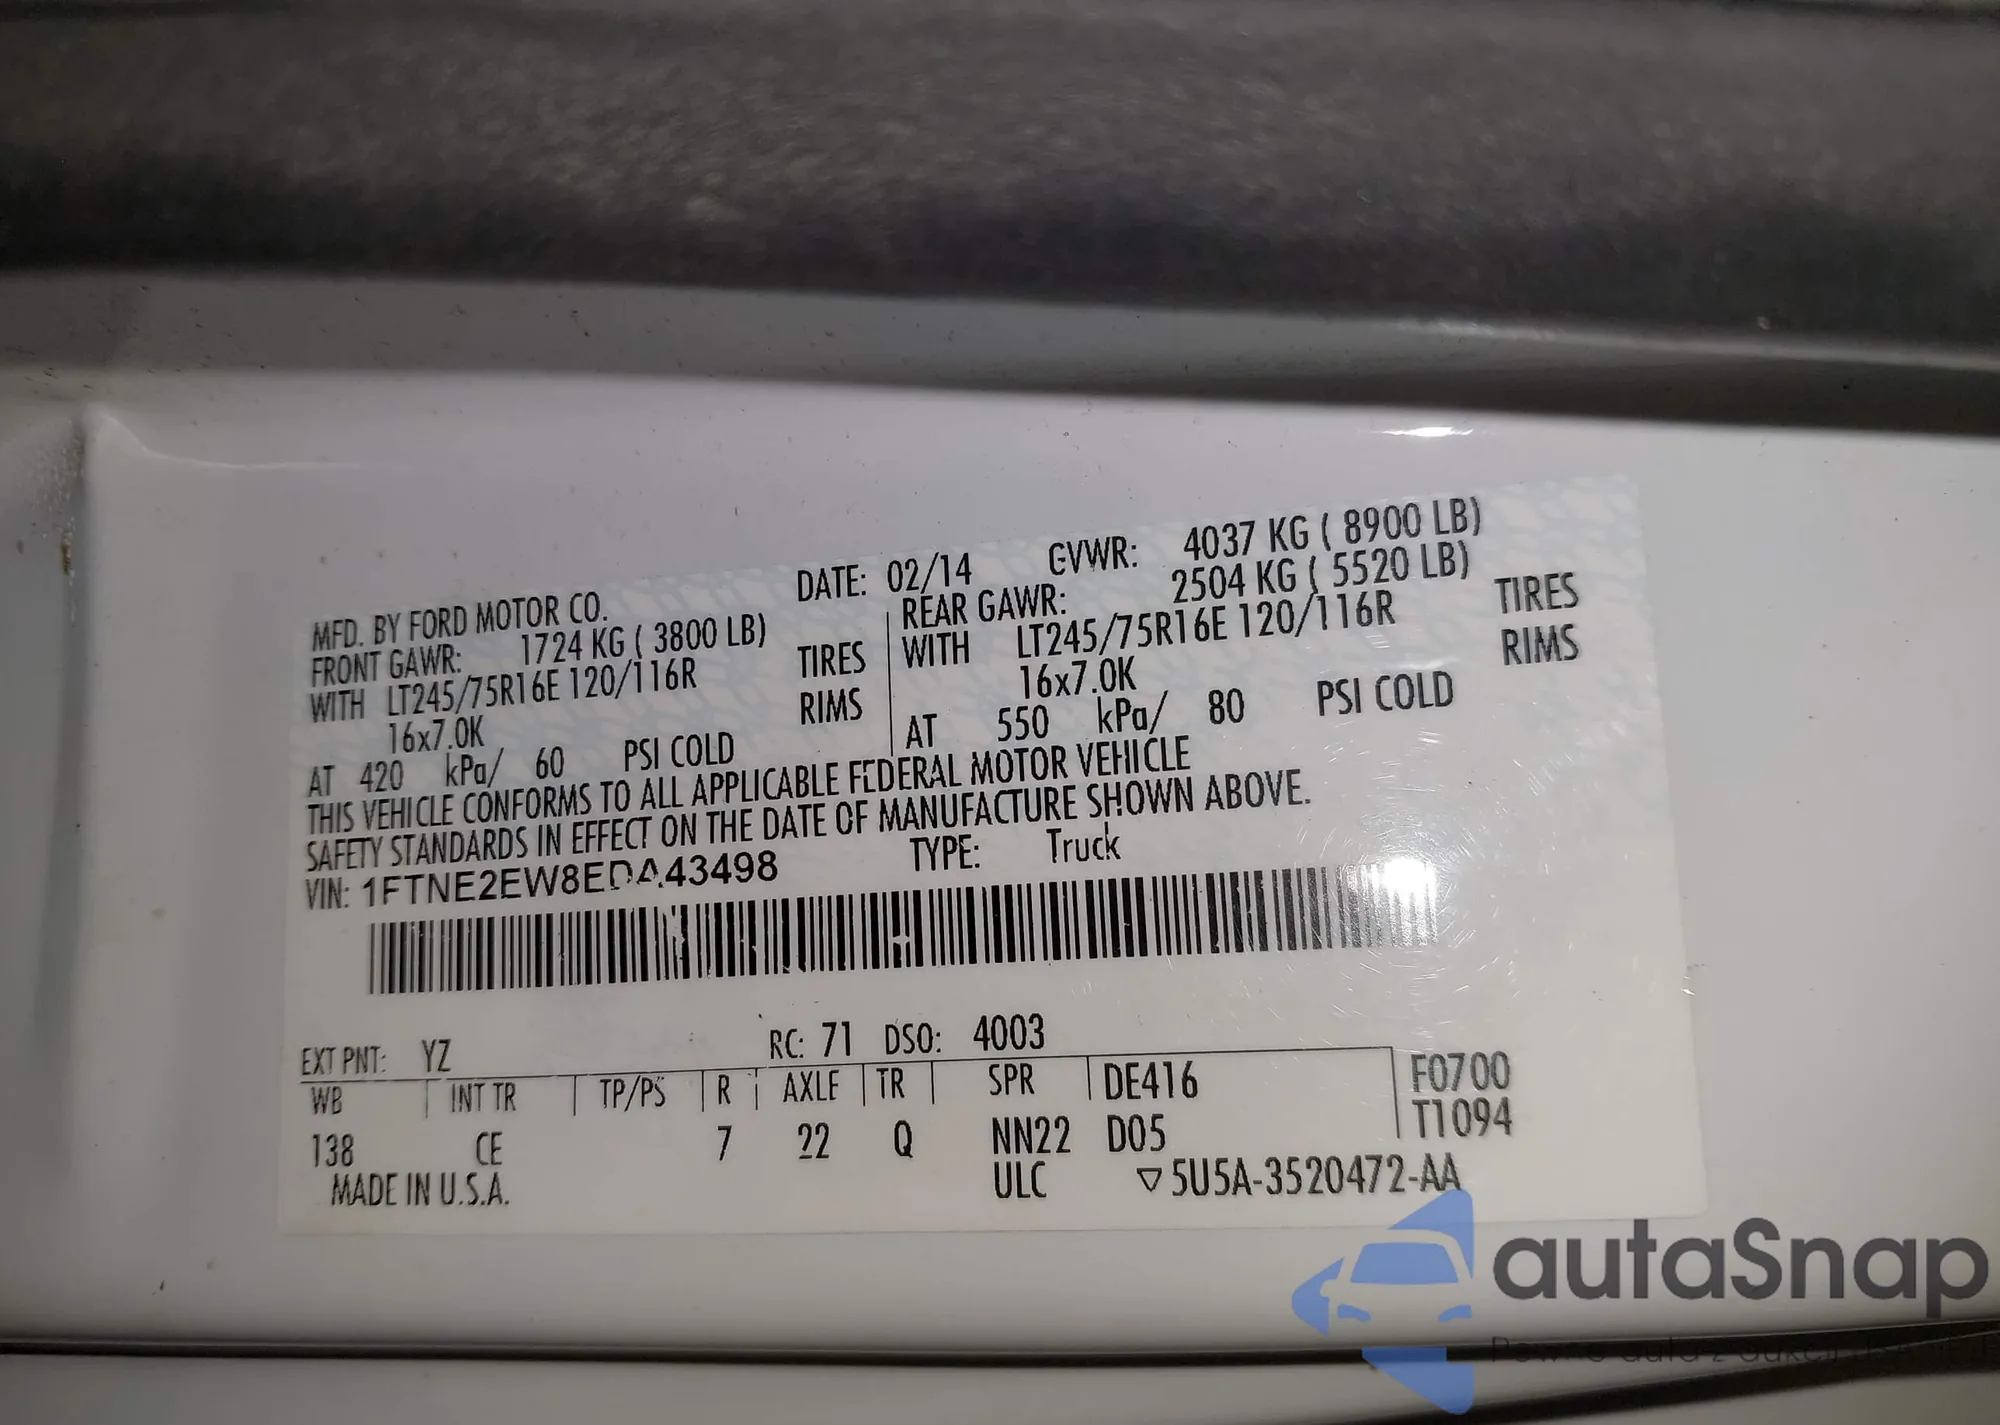 MFD. BY FORD MOTOR CO.
DATE: 02/14 GVWR: 4037 KG ( 8900 LB)
FRONT GAWR: 1724 KG ( 3800 LB)
WITH LT245/75R16E 120/116R TIRES
16x7.0K RIMS
AT 420 kPa/ 60 PSI COLD
REAR GAWR: 2504 KG ( 5520 LB)
WITH LT245/75R16E 120/116R TIRES
16x7.0K RIMS
AT 550 kPa/ 80 PSI COLD
THIS VEHICLE CONFORMS TO ALL APPLICABLE FEDERAL MOTOR VEHICLE
SAFETY STANDARDS IN EFFECT ON THE DATE OF MANUFACTURE SHOWN ABOVE.
VIN: 1FTNE2EW8EDA43498 TYPE: Truck
EXT PNT: YZ RC: 71 DSO: 4003
WB INT TR TP/PS R AXLE TR SPR DE416 F0700
T1094
138 CE 7 22 Q NN22 D05
MADE IN U.S.A. ULC ▽5U5A-3520472-AA
autaSnap